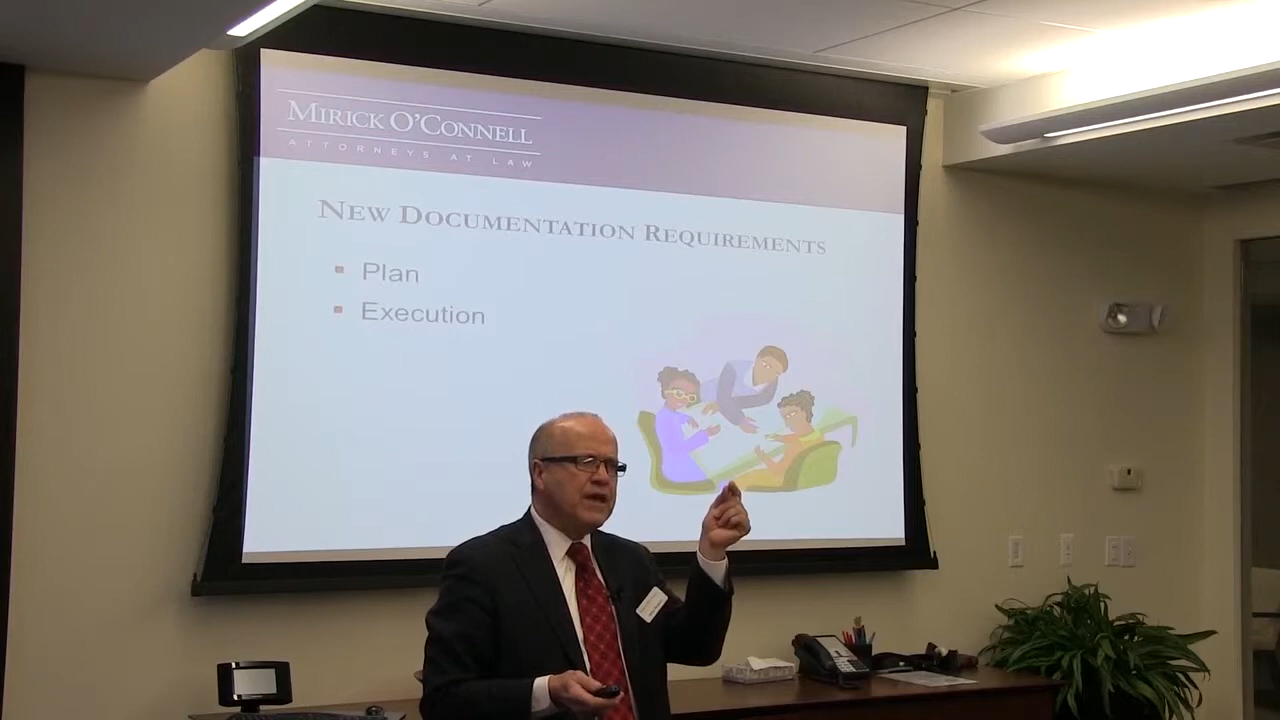 MIRICK O'CONNELL
ATTORNEYS AT LAW
NEW DOCUMENTATION REQUIREMENTS
Plan
Execution